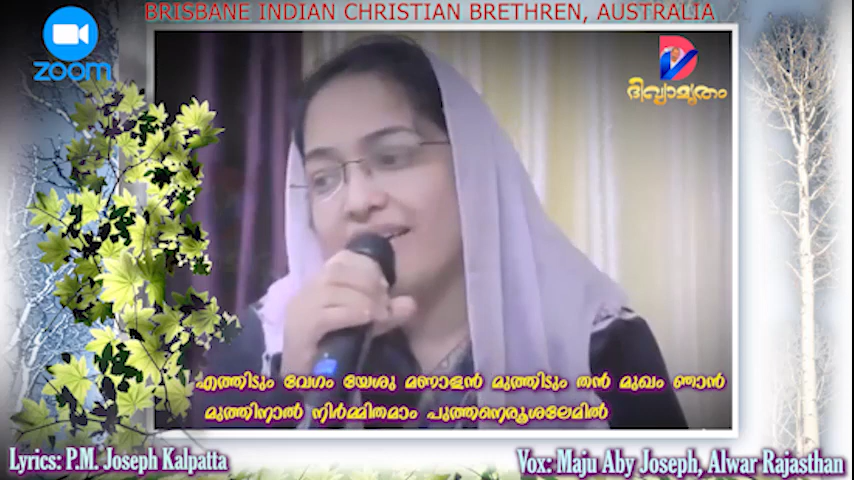 BRISBANE INDIAN CHRISTIAN BRETHREN, AUSTRALIA
zoom
ദിവ്യാമൃതം
എത്തിടും വേഗം യേശു മണാളൻ മുത്തിടും തൻ മുഖം ഞാൻ
മുത്തിനാൽ നിർമ്മിതമാം പുത്തനെരൂശലേമിൽ
Lyrics: P.M. Joseph Kalpatta
Vox: Maju Aby Joseph, Alwar Rajasthan